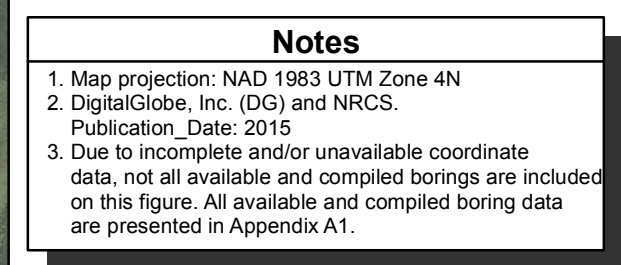 Notes
1. Map projection: NAD 1983 UTM Zone 4N
2. DigitalGlobe, Inc. (DG) and NRCS.
Publication_Date: 2015
3. Due to incomplete and/or unavailable coordinate
data, not all available and compiled borings are included
on this figure. All available and compiled boring data
are presented in Appendix A1.